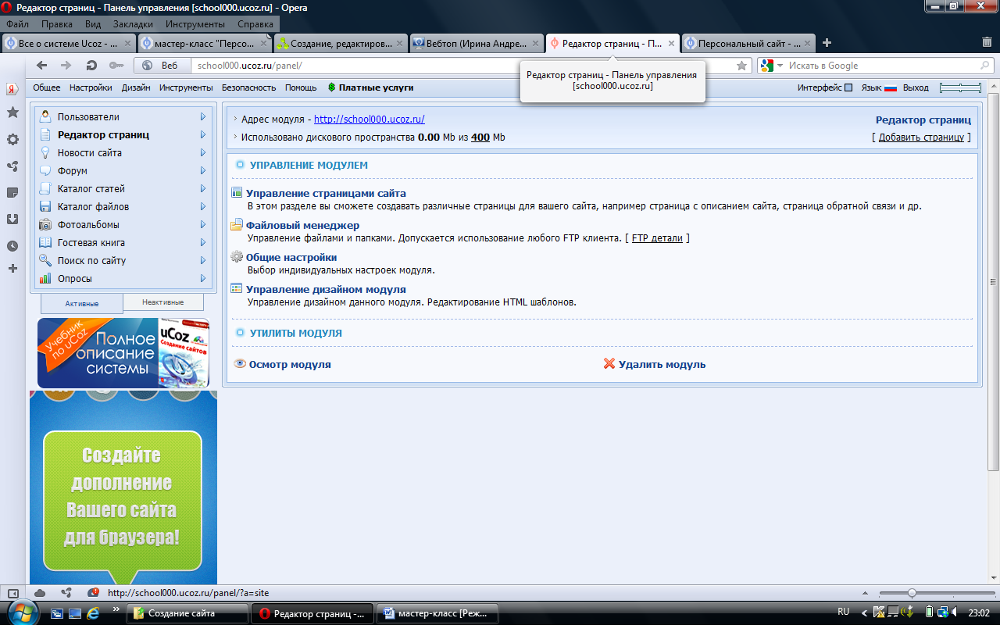 Редактор страниц - Панель управления [school000.ucoz.ru] - Opera
Файл Правка Вид Закладки Инструменты Справка
Все о системе Ucoz - ... мастер-класс "Персо... Создание, редактиров... Вебтоп (Ирина Андре... Редактор страниц - П... Персональный сайт - ...
Веб school000.ucoz.ru/panel/ Искать в Google
Редактор страниц - Панель управления
[school000.ucoz.ru]
Общее Настройки Дизайн Инструменты Безопасность Помощь $ Платные услуги Интерфейс Язык Выход
Пользователи
Редактор страниц
Новости сайта
Форум
Каталог статей
Каталог файлов
Фотоальбомы
Гостевая книга
Поиск по сайту
Опросы
Активные Неактивные
Учебник
по uCoz
Полное
описание
системы
uCoz
Создание сайтов
Создайте
дополнение
Вашего сайта
для браузера!
Адрес модуля - http://school000.ucoz.ru/ Редактор страниц
Использовано дискового пространства 0.00 Mb из 400 Mb [ Добавить страницу ]
УПРАВЛЕНИЕ МОДУЛЕМ
Управление страницами сайта
В этом разделе вы сможете создавать различные страницы для вашего сайта, например страница с описанием сайта, страница обратной связи и др.
Файловый менеджер
Управление файлами и папками. Допускается использование любого FTP клиента. [ FTP детали ]
Общие настройки
Выбор индивидуальных настроек модуля.
Управление дизайном модуля
Управление дизайном данного модуля. Редактирование HTML шаблонов.
УТИЛИТЫ МОДУЛЯ
Осмотр модуля Удалить модуль
http://school000.ucoz.ru/panel/?a=site
Создание сайта Редактор страниц -... мастер-класс [Реж... RU 23:02